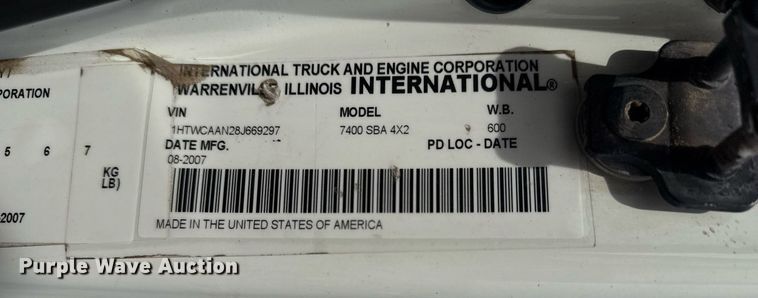 Y/
PORATION
5 6 7
KG
LB)
-2007
INTERNATIONAL TRUCK AND ENGINE CORPORATION
WARRENVILLE, ILLINOIS INTERNATIONAL®
VIN MODEL W.B.
1HTWCAAN28J669297 7400 SBA 4X2 600
DATE MFG. PD LOC - DATE
08-2007
MADE IN THE UNITED STATES OF AMERICA
Purple Wave Auction